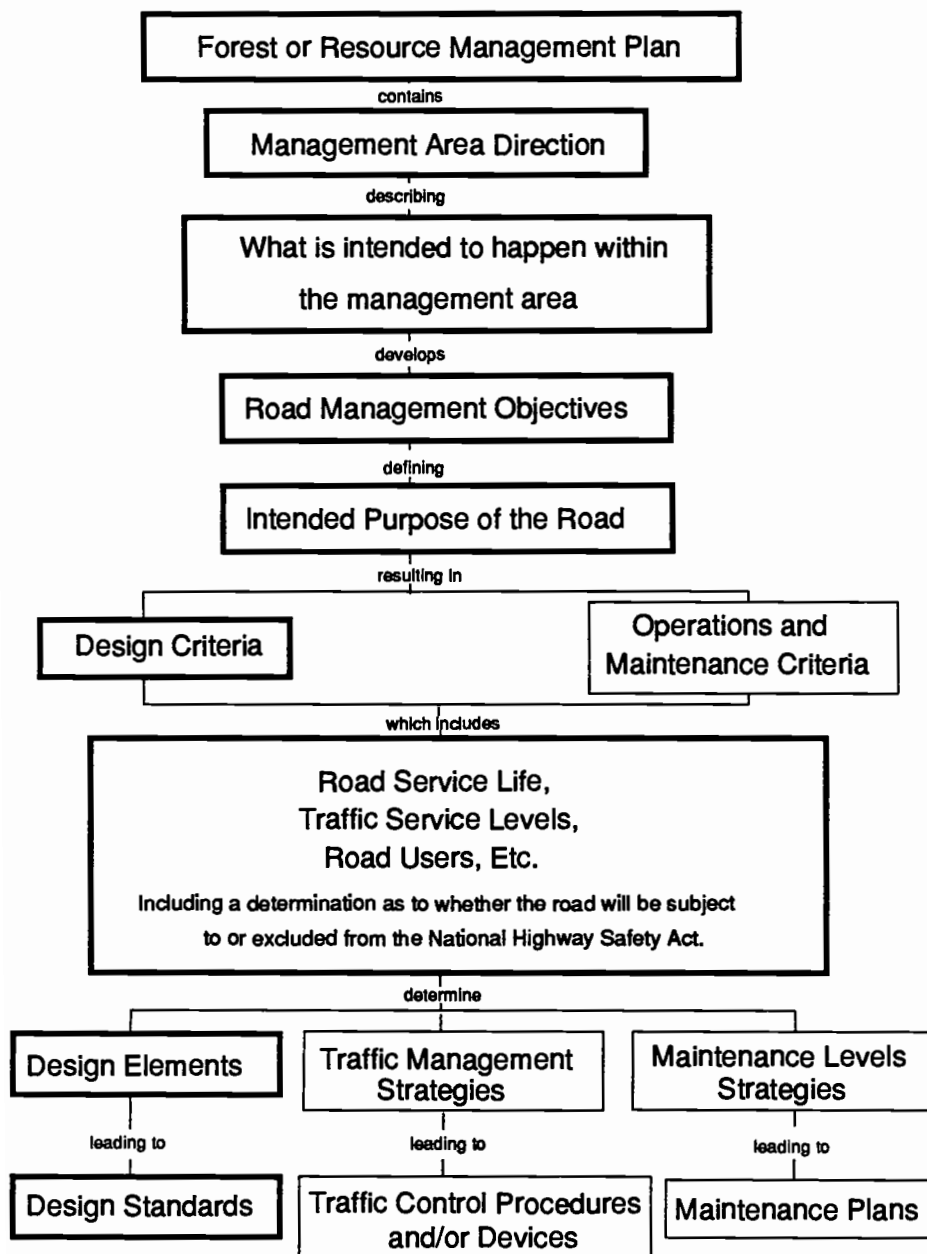 Forest or Resource Management Plan
contains
Management Area Direction
describing
What is intended to happen within
the management area
develops
Road Management Objectives
defining
Intended Purpose of the Road
resulting in
Design Criteria
Operations and
Maintenance Criteria
which includes
Road Service Life,
Traffic Service Levels,
Road Users, Etc.
Including a determination as to whether the road will be subject
to or excluded from the National Highway Safety Act.
determine
Design Elements
Traffic Management
Strategies
Maintenance Levels
Strategies
leading to
leading to
leading to
Design Standards
Traffic Control Procedures
and/or Devices
Maintenance Plans